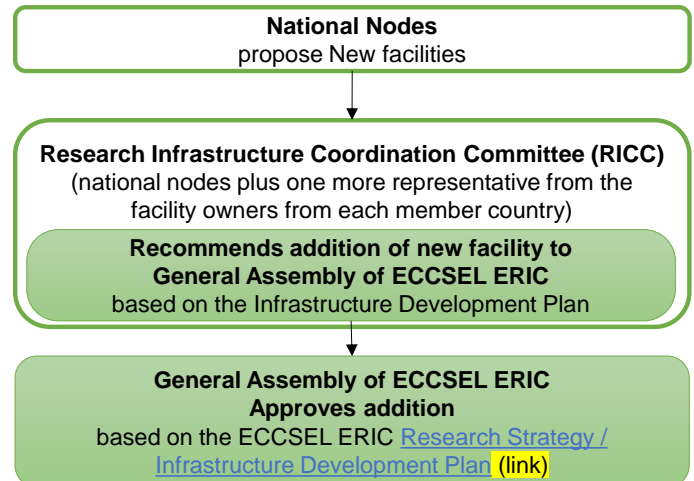 National Nodes
propose New facilities
Research Infrastructure Coordination Committee (RICC)
(national nodes plus one more representative from the
facility owners from each member country)
Recommends addition of new facility to
General Assembly of ECCSEL ERIC
based on the Infrastructure Development Plan
General Assembly of ECCSEL ERIC
Approves addition
based on the ECCSEL ERIC Research Strategy /
Infrastructure Development Plan (link)